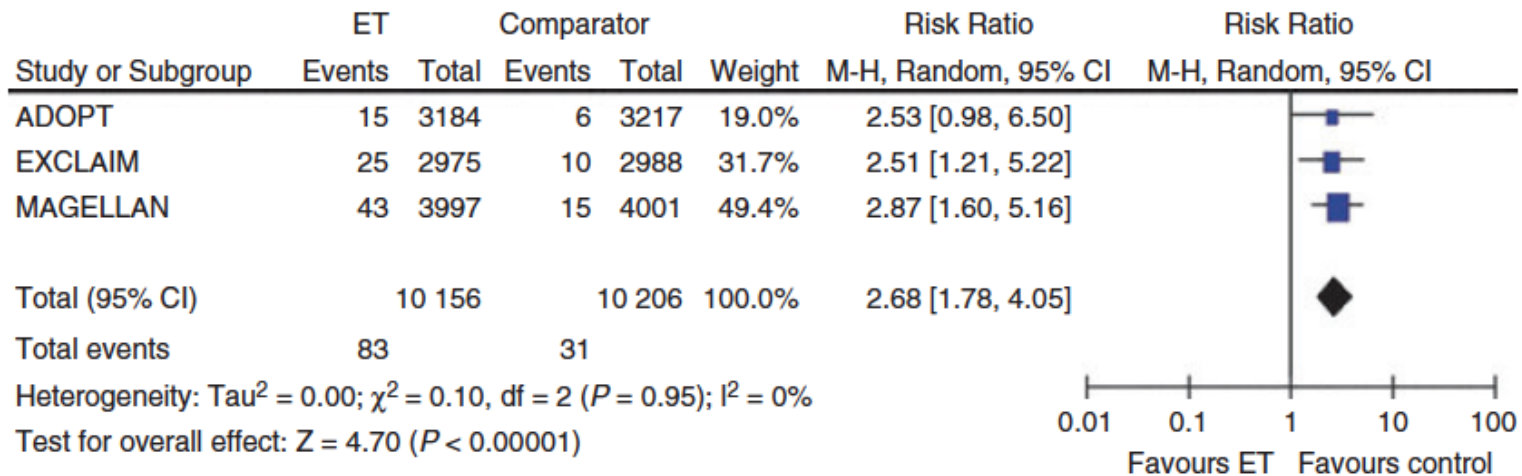 ET Comparator Risk Ratio Risk Ratio
Study or Subgroup Events Total Events Total Weight M-H, Random, 95% CI M-H, Random, 95% CI
ADOPT 15 3184 6 3217 19.0% 2.53 [0.98, 6.50]
EXCLAIM 25 2975 10 2988 31.7% 2.51 [1.21, 5.22]
MAGELLAN 43 3997 15 4001 49.4% 2.87 [1.60, 5.16]
Total (95% CI) 10 156 10 206 100.0% 2.68 [1.78, 4.05]
Total events 83 31
Heterogeneity: Tau² = 0.00; χ² = 0.10, df = 2 (P = 0.95); I² = 0%
Test for overall effect: Z = 4.70 (P < 0.00001)
0.01 0.1 1 10 100
Favours ET Favours control